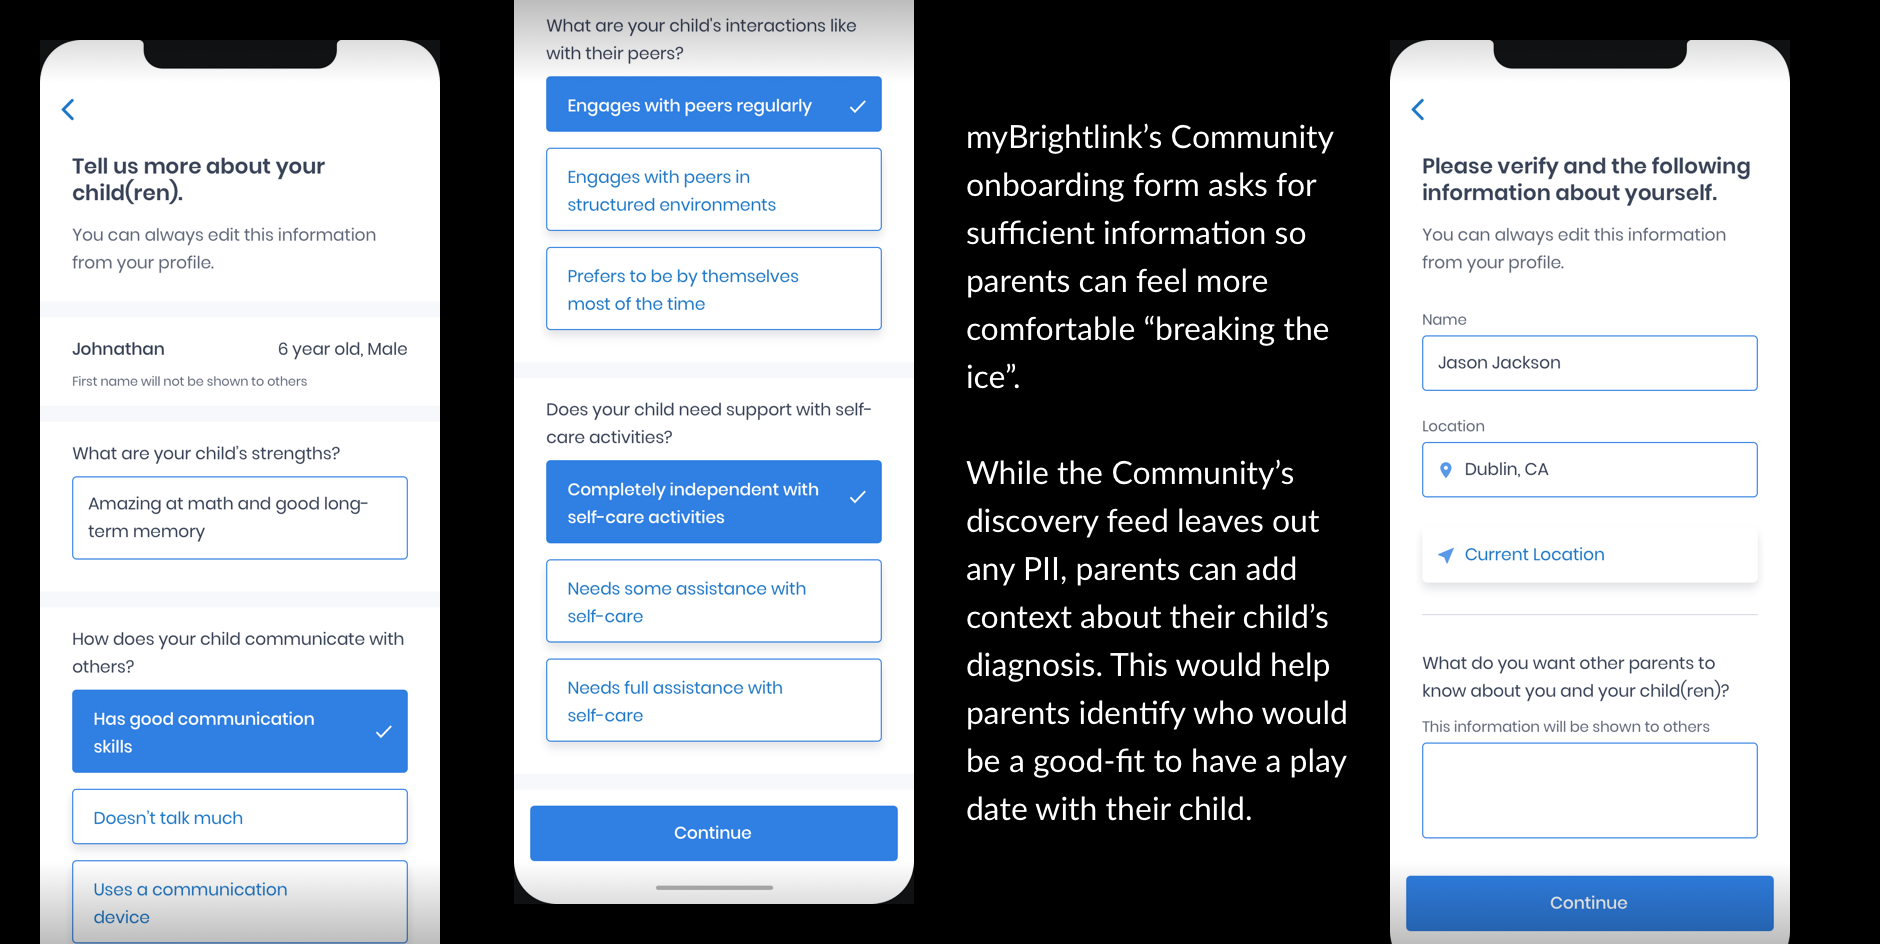 Tell us more about your
child(ren).
You can always edit this information
from your profile.
Johnathan
6 year old, Male
First name will not be shown to others
What are your child's strengths?
Amazing at math and good long-
term memory
How does your child communicate with
others?
Has good communication
skills
Doesn't talk much
Uses a communication
device
What are your child's interactions like
with their peers?
Engages with peers regularly
Engages with peers in
structured environments
Prefers to be by themselves
most of the time
Does your child need support with self-
care activities?
Completely independent with
self-care activities
Needs some assistance with
self-care
Needs full assistance with
self-care
Continue
myBrightlink’s Community
onboarding form asks for
sufficient information so
parents can feel more
comfortable “breaking the
ice”.
While the Community’s
discovery feed leaves out
any PII, parents can add
context about their child’s
diagnosis. This would help
parents identify who would
be a good-fit to have a play
date with their child.
Please verify and the following
information about yourself.
You can always edit this information
from your profile.
Name
Jason Jackson
Location
Dublin, CA
Current Location
What do you want other parents to
know about you and your child(ren)?
This information will be shown to others
Continue